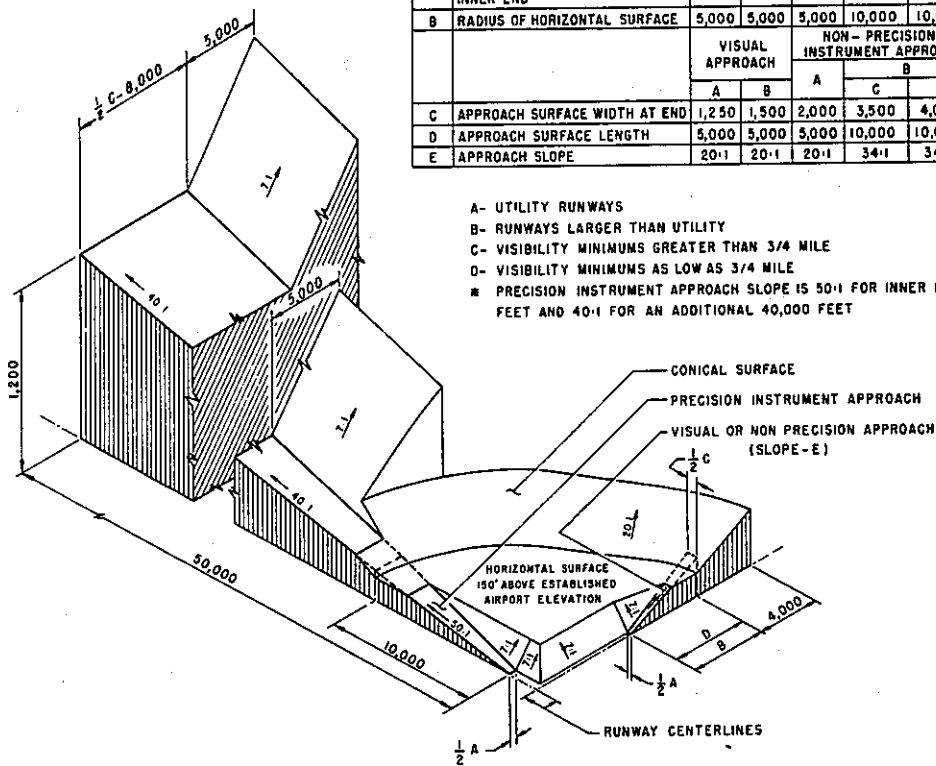 INNER END
B RADIUS OF HORIZONTAL SURFACE 5,000 5,000 5,000 10,000 10,
VISUAL APPROACH
NON-PRECISION INSTRUMENT APPRO
A B A B
C
C APPROACH SURFACE WIDTH AT END 1,250 1,500 2,000 3,500 4,0
D APPROACH SURFACE LENGTH 5,000 5,000 5,000 10,000 10,0
E APPROACH SLOPE 20:1 20:1 20:1 34:1 3
A- UTILITY RUNWAYS
B- RUNWAYS LARGER THAN UTILITY
C- VISIBILITY MINIMUMS GREATER THAN 3/4 MILE
D- VISIBILITY MINIMUMS AS LOW AS 3/4 MILE
* PRECISION INSTRUMENT APPROACH SLOPE IS 50:1 FOR INNER
FEET AND 40:1 FOR AN ADDITIONAL 40,000 FEET
5,000
1/2 C-8,000
7:1
40:1
5,000
1,200
7:1
CONICAL SURFACE
PRECISION INSTRUMENT APPROACH
VISUAL OR NON PRECISION APPROACH
(SLOPE-E)
1/2 C
40:1
20:1
HORIZONTAL SURFACE
150' ABOVE ESTABLISHED
AIRPORT ELEVATION
50,000
50:1
7:1
7:1
7:1
7:1
4,000
D
B
10,000
1/2 A
RUNWAY CENTERLINES
1/2 A